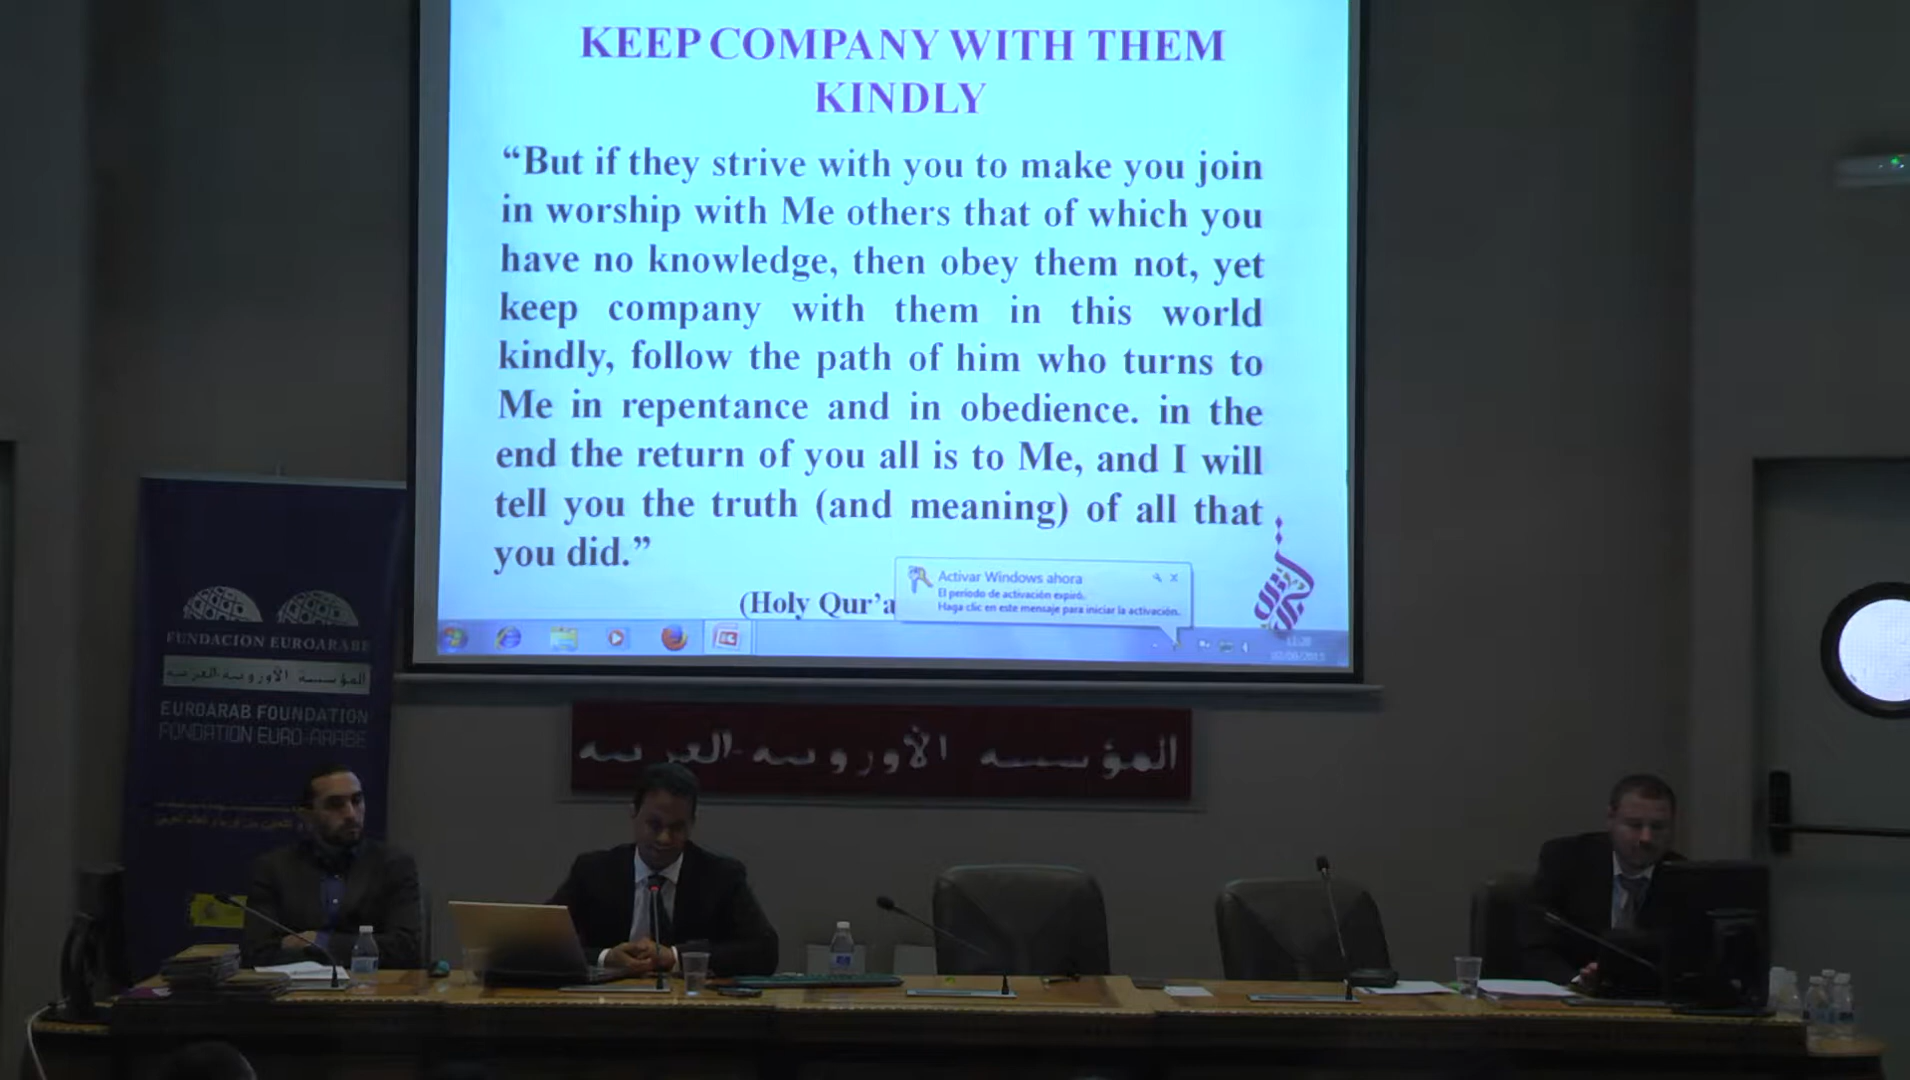 KEEP COMPANY WITH THEM
KINDLY
“But if they strive with you to make you join
in worship with Me others that of which you
have no knowledge, then obey them not, yet
keep company with them in this world
kindly, follow the path of him who turns to
Me in repentance and in obedience. in the
end the return of you all is to Me, and I will
tell you the truth (and meaning) of all that
you did.”
(Holy Qur’a
Activar Windows ahora
El periodo de activación expiró.
Haga clic en este mensaje para iniciar la activación.
FUNDACION EUROARABE
المؤسسة الأوروبية-العربية
EUROARAB FOUNDATION
FONDATION EURO-ARABE
المؤسسة الأوروبية-العربية